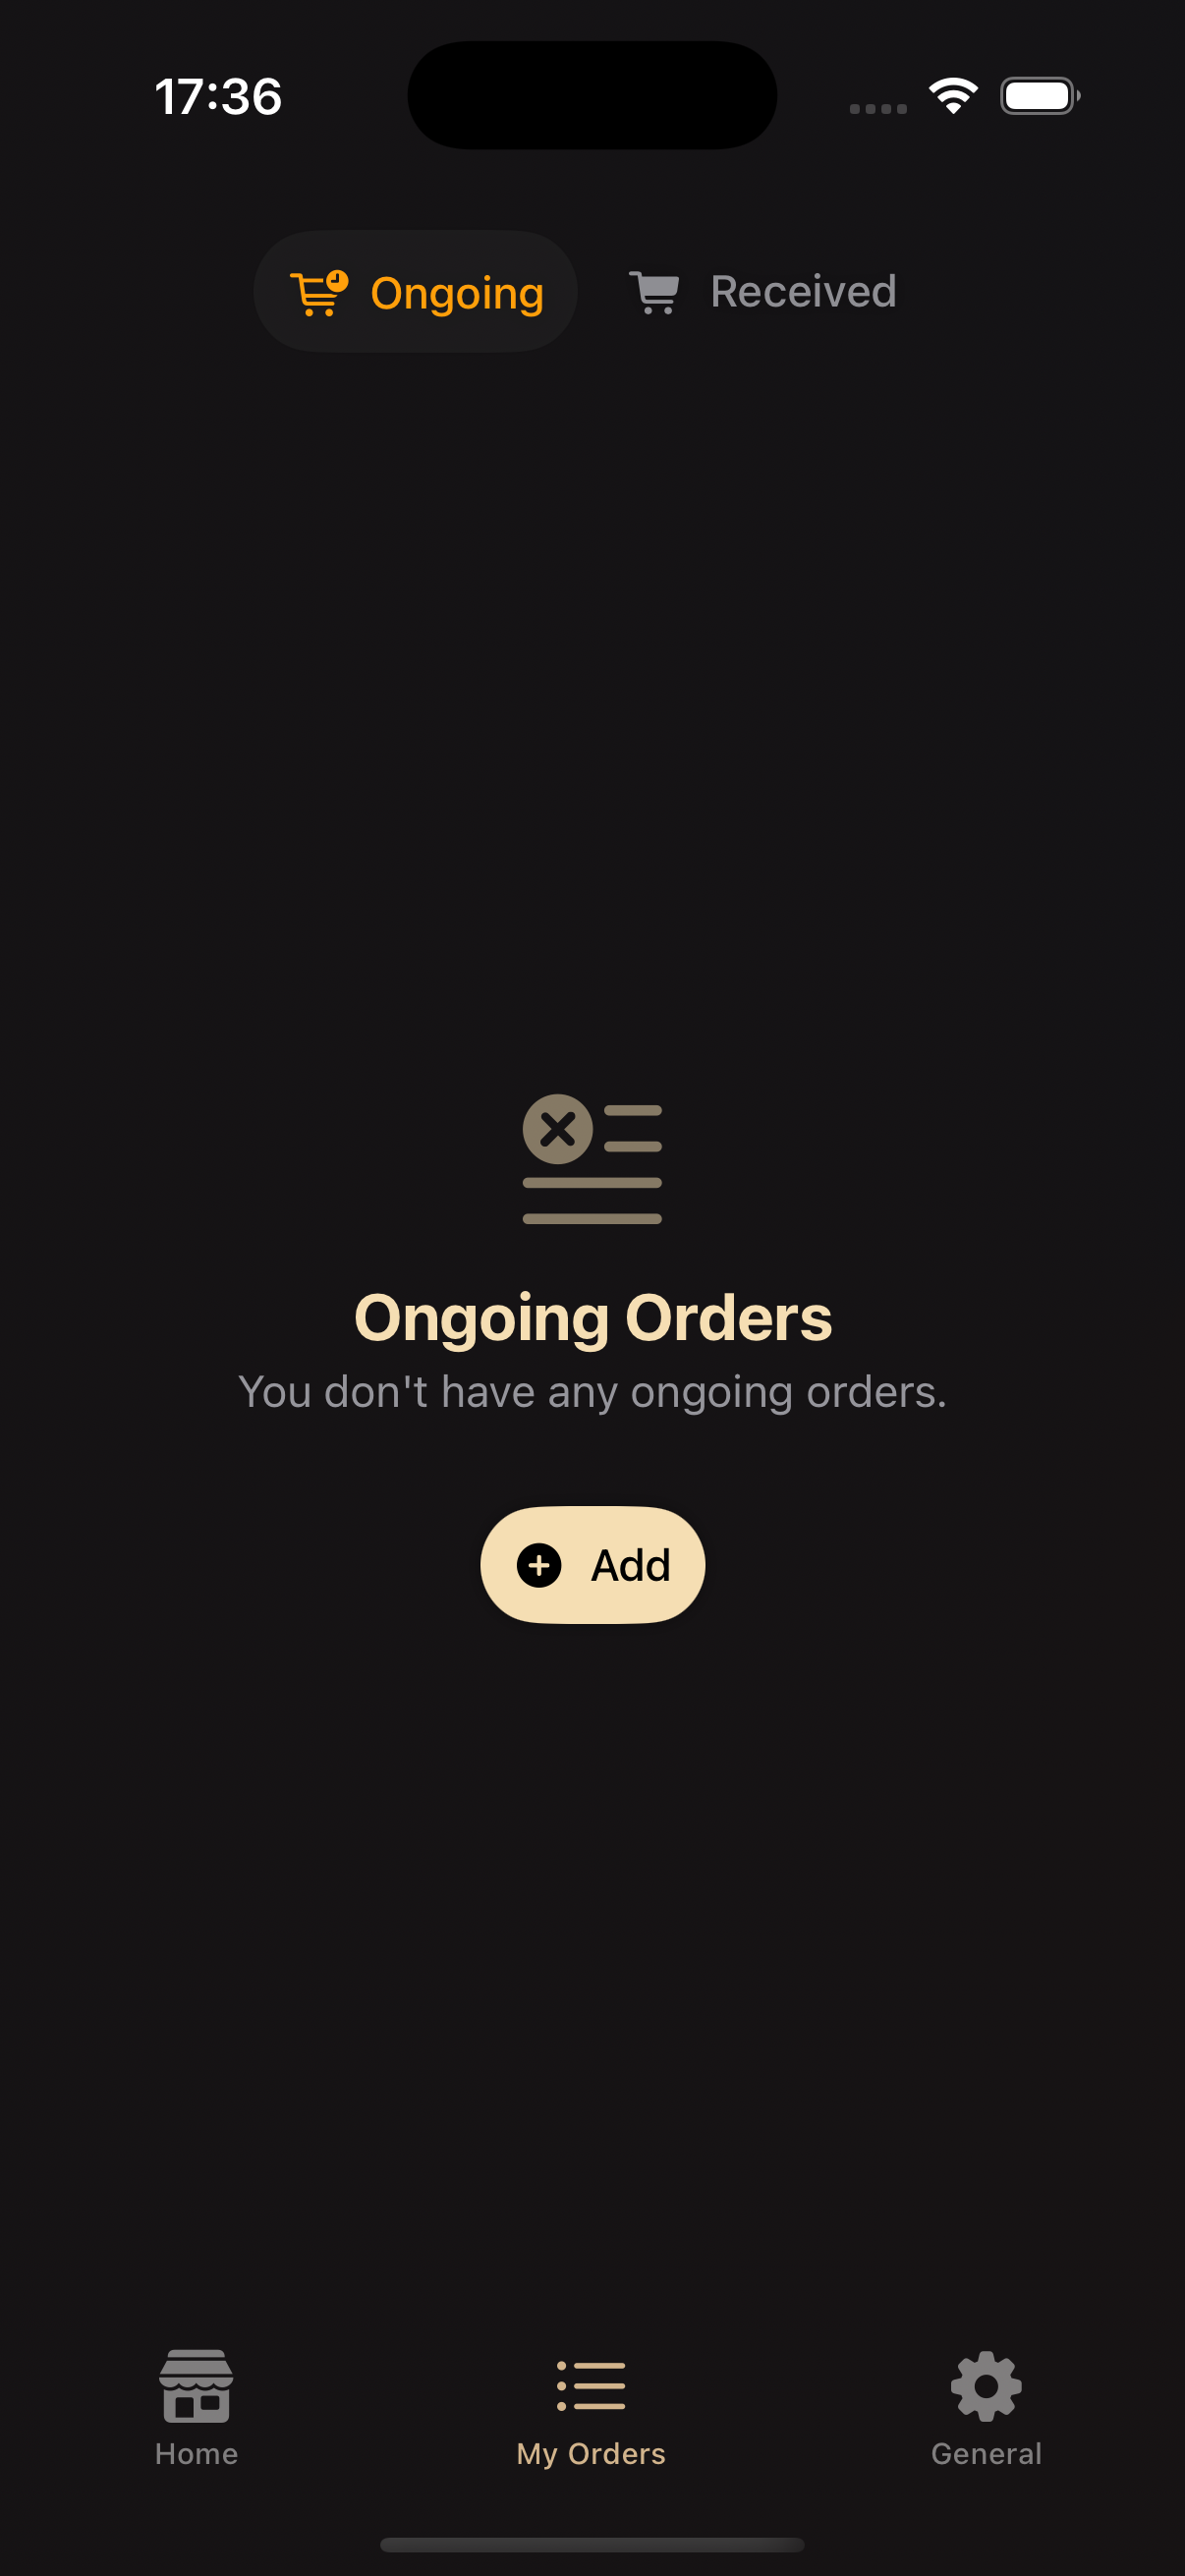 17:36
Ongoing
Received
Ongoing Orders
You don't have any ongoing orders.
Add
Home
My Orders
General